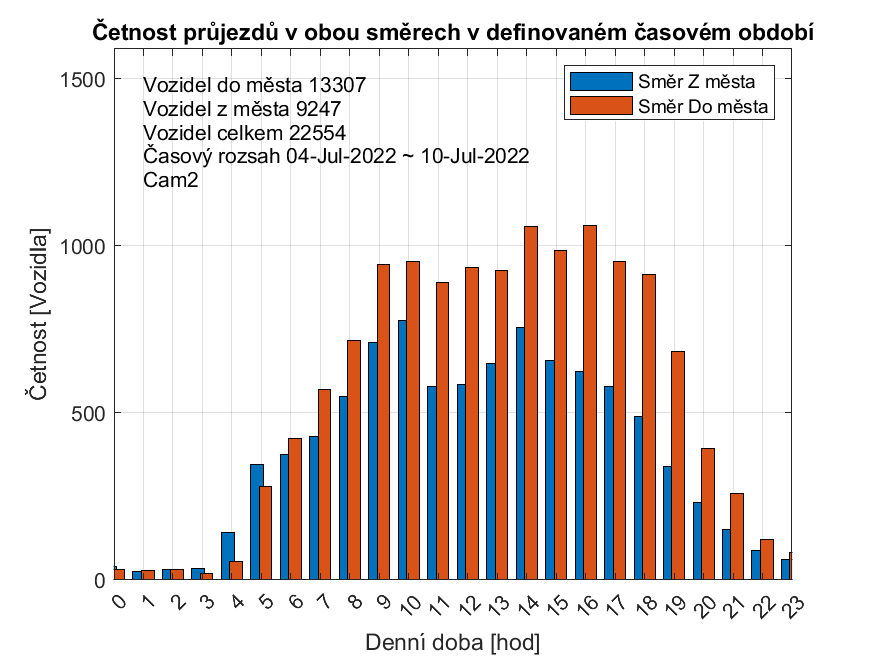 Četnost průjezdů v obou směrech v definovaném časovém období
1500
Vozidel do města 13307
Vozidel z města 9247
Vozidel celkem 22554
Časový rozsah 04-Jul-2022 ~ 10-Jul-2022
Cam2
Směr Z města
Směr Do města
1000
500
0
Četnost [Vozidla]
0 1 2 3 4 5 6 7 8 9 10 11 12 13 14 15 16 17 18 19 20 21 22 23
Denní doba [hod]